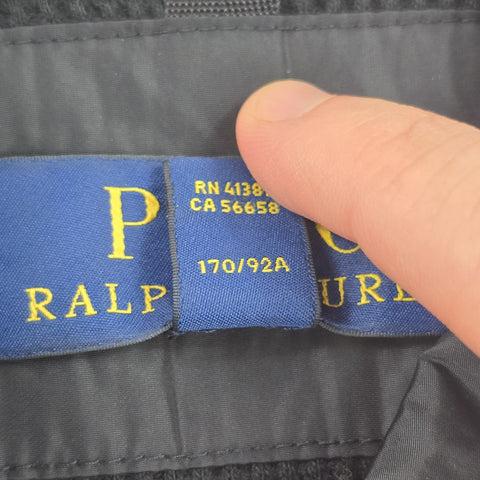 RN 4138
CA 56658
170/92A
P O
RALP URE